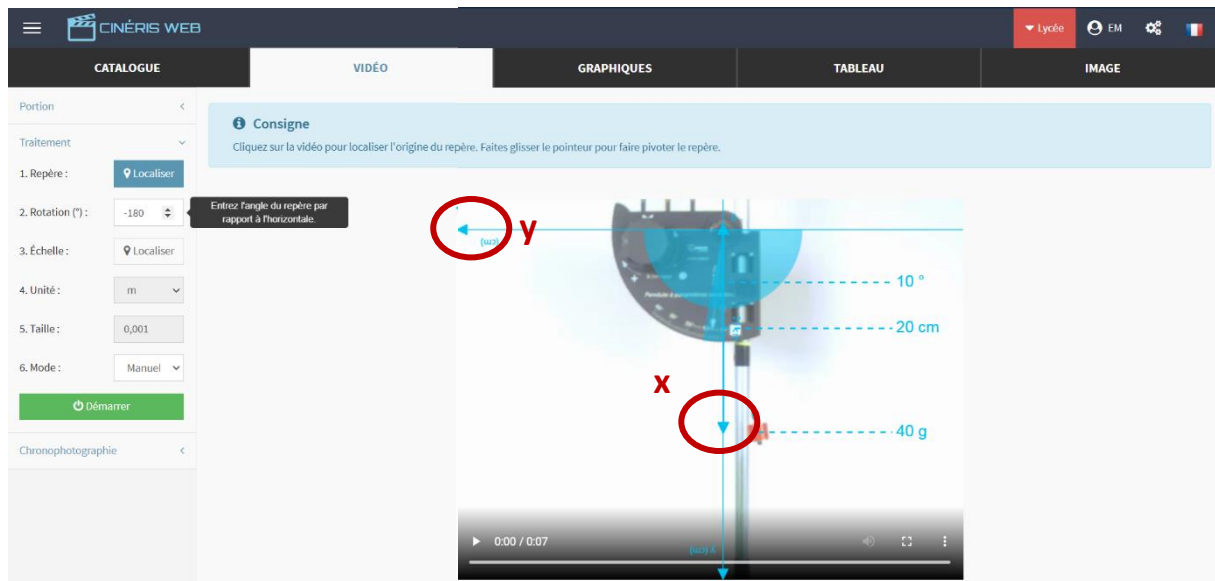 CINÉRIS WEB
Lycée
EM
CATALOGUE
VIDÉO
GRAPHIQUES
TABLEAU
IMAGE
Portion
Traitement
1. Repère :
Localiser
2. Rotation (°) :
-180
Entrez l'angle du repère par
rapport à l'horizontale.
3. Échelle :
Localiser
4. Unité :
m
5. Taille :
0,001
6. Mode :
Manuel
Démarrer
Chronophotographie
Consigne
Cliquez sur la vidéo pour localiser l'origine du repère. Faites glisser le pointeur pour faire pivoter le repère.
y
(cm)
10 °
20 cm
x
40 g
0:00 / 0:07
y (cm)